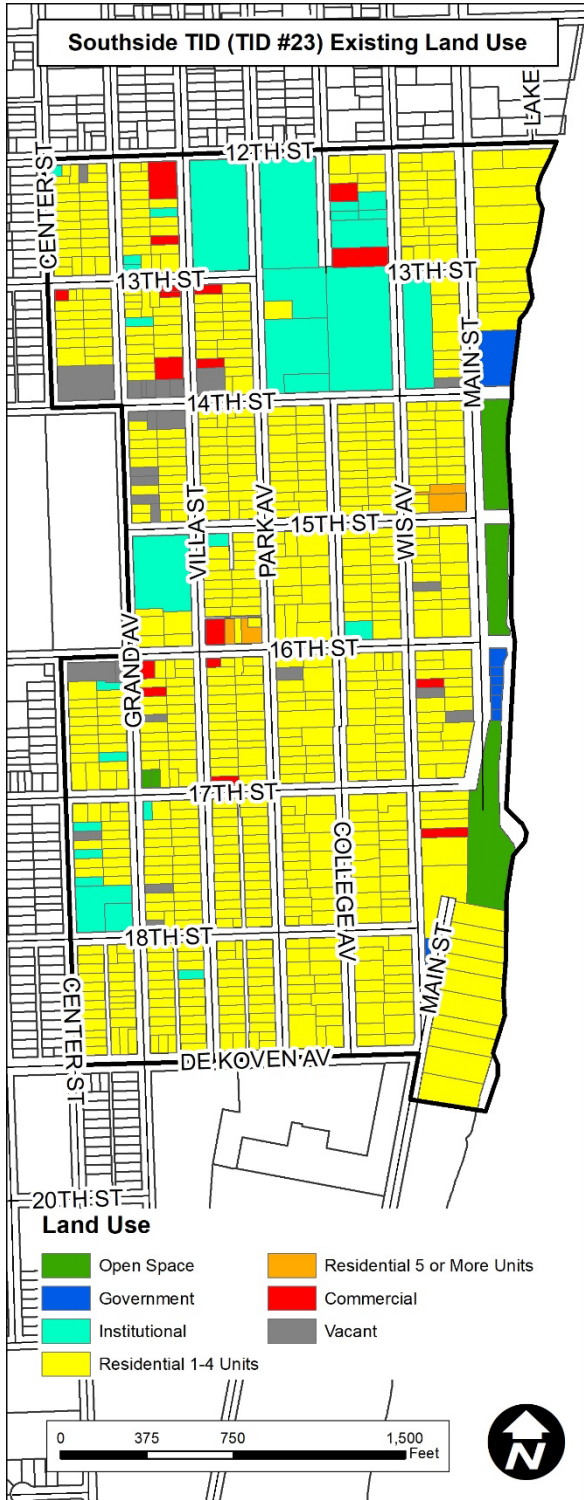 Southside TID (TID #23) Existing Land Use
LAKE
12TH ST
CENTER ST
13TH ST
13TH ST
MAIN ST
14TH ST
VILLA ST
PARK AV
WIS AV
15TH ST
GRAND AV
16TH ST
17TH ST
COLLEGE AV
18TH ST
MAIN ST
CENTER ST
DE KOVEN AV
20TH ST
Land Use
Open Space
Residential 5 or More Units
Government
Commercial
Institutional
Vacant
Residential 1-4 Units
0 375 750 1,500
Feet
N